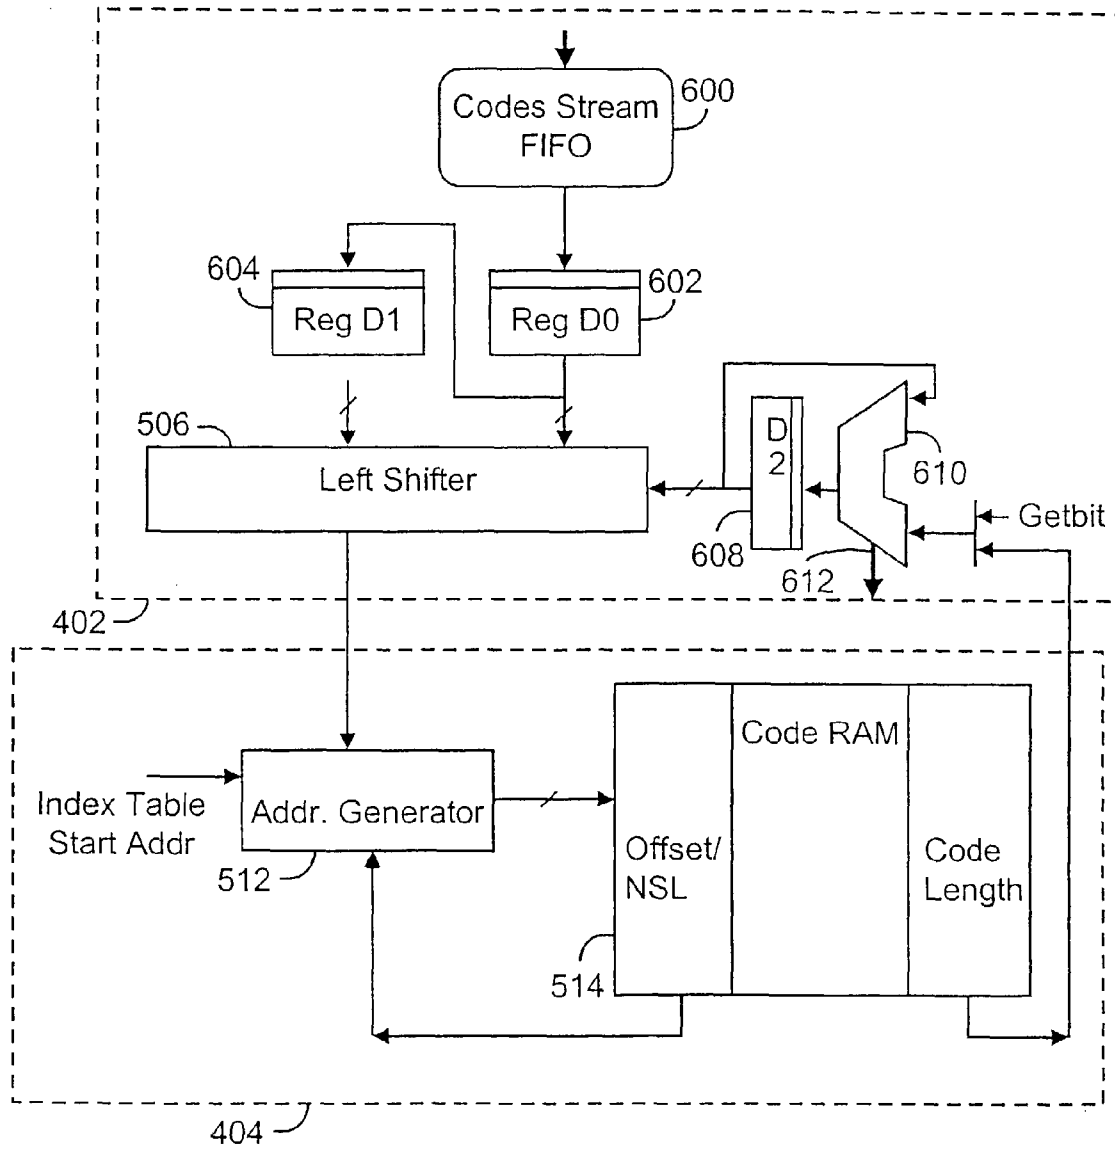 Codes Stream
FIFO
600
604
602
Reg D1
Reg D0
506
Left Shifter
D
2
610
608
612
Getbit
402
Code RAM
Index Table
Start Addr
Addr. Generator
512
Offset/
NSL
Code
Length
514
404